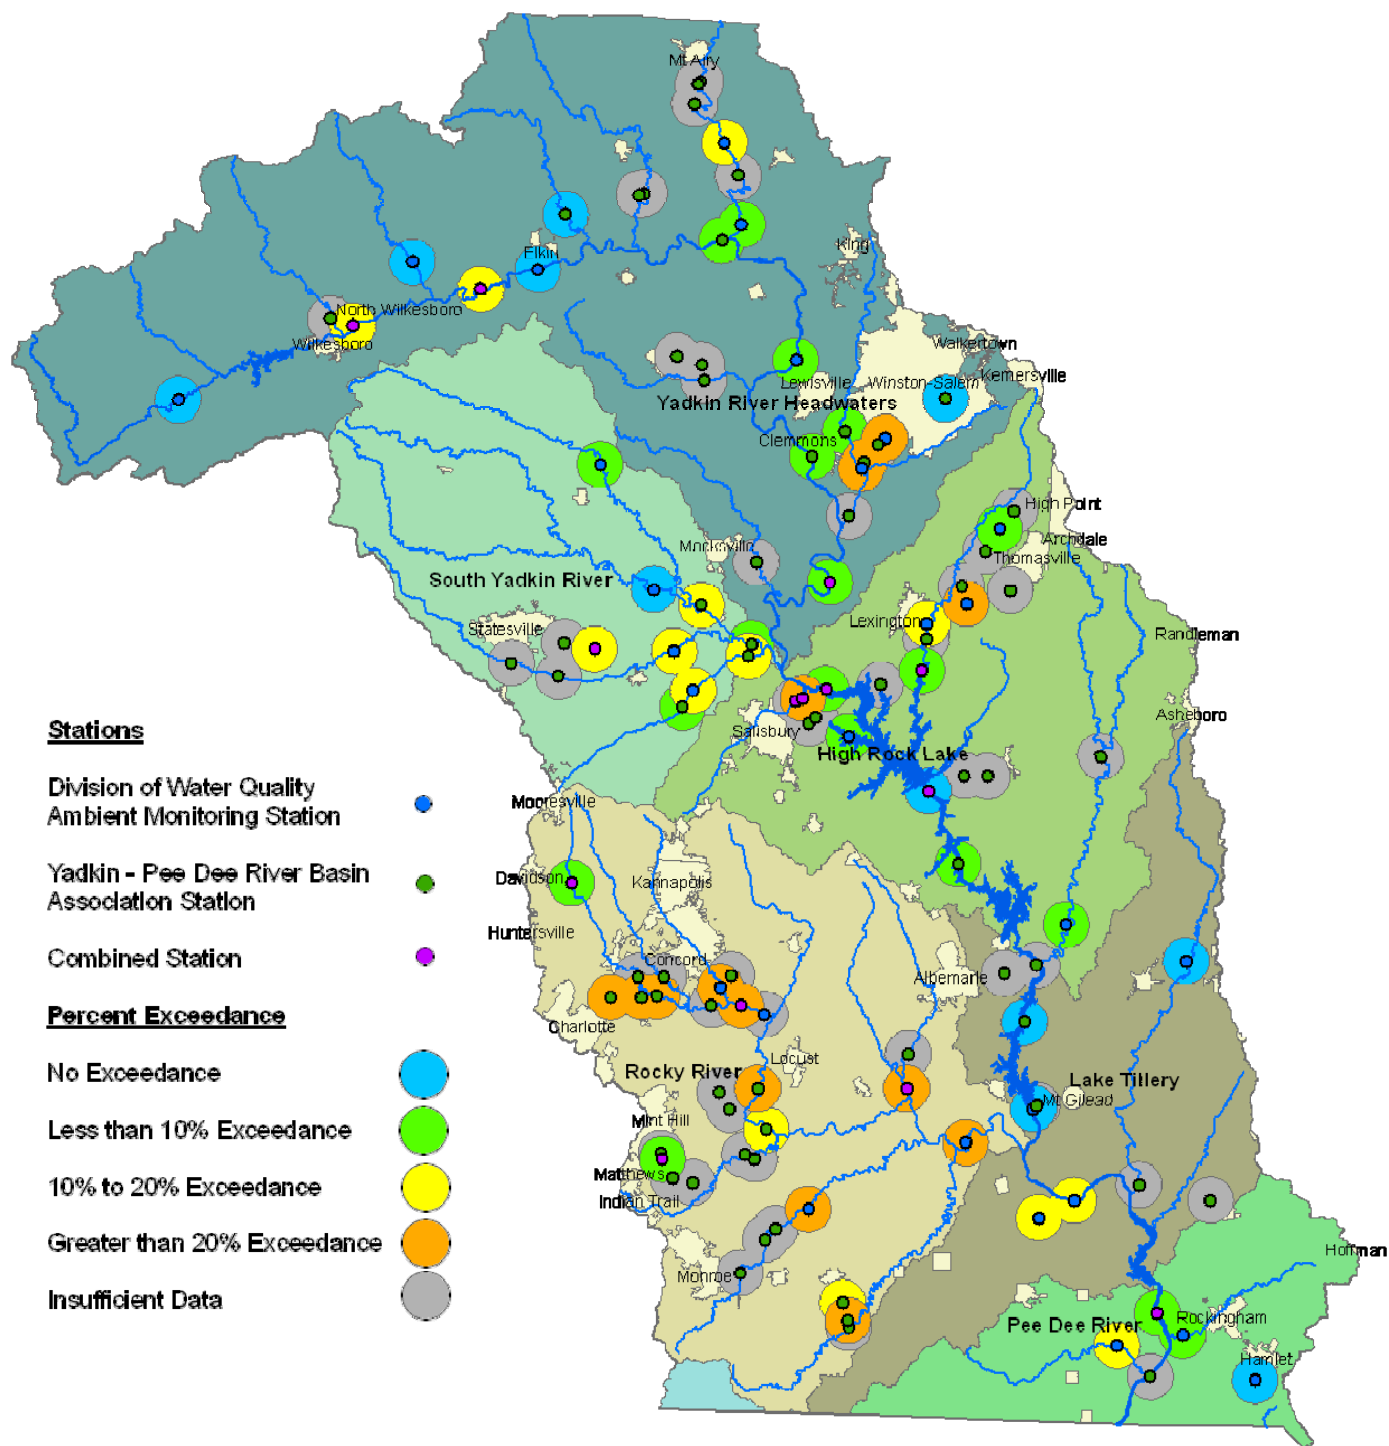 Mt Airy
King
Elkin
North Wilkesboro
Wilkesboro
Walkertown
Kernersville
Lewisville
Winston-Salem
Yadkin River Headwaters
Clemmons
High Point
Archdale
Thomasville
Mocksville
South Yadkin River
Lexington
Statesville
Randleman
Asheboro
Salisbury
High Rock Lake
Stations
Division of Water Quality
Ambient Monitoring Station
Yadkin - Pee Dee River Basin
Association Station
Combined Station
Percent Exceedance
No Exceedance
Less than 10% Exceedance
10% to 20% Exceedance
Greater than 20% Exceedance
Insufficient Data
Mooresville
Davidson
Kannapolis
Huntersville
Concord
Albemarle
Charlotte
Locust
Rocky River
Lake Tillery
Mt Gilead
Mint Hill
Matthews
Indian Trail
Monroe
Hoffman
Pee Dee River
Rockingham
Hamlet